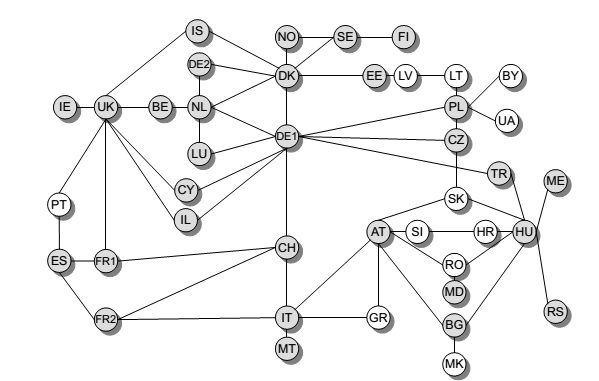 IS
NO
SE
FI
DE2
DK
EE
LV
LT
BY
IE
UK
BE
NL
PL
UA
DE1
CZ
LU
TR
ME
CY
SK
PT
IL
AT
SI
HR
HU
ES
FR1
CH
RO
MD
RS
FR2
IT
GR
BG
MT
MK